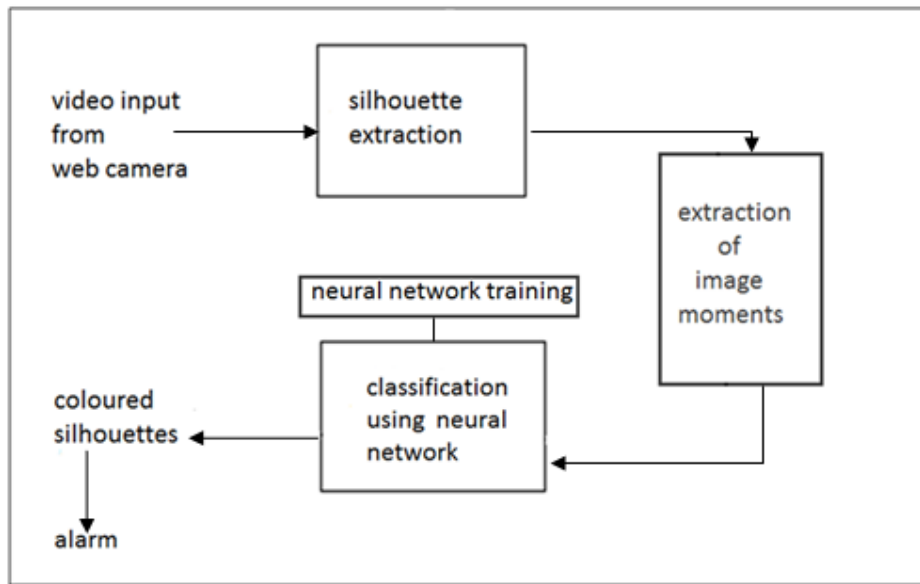 video input
from
web camera
silhouette
extraction
extraction
of
image
moments
neural network training
classification
using neural
network
coloured
silhouettes
alarm